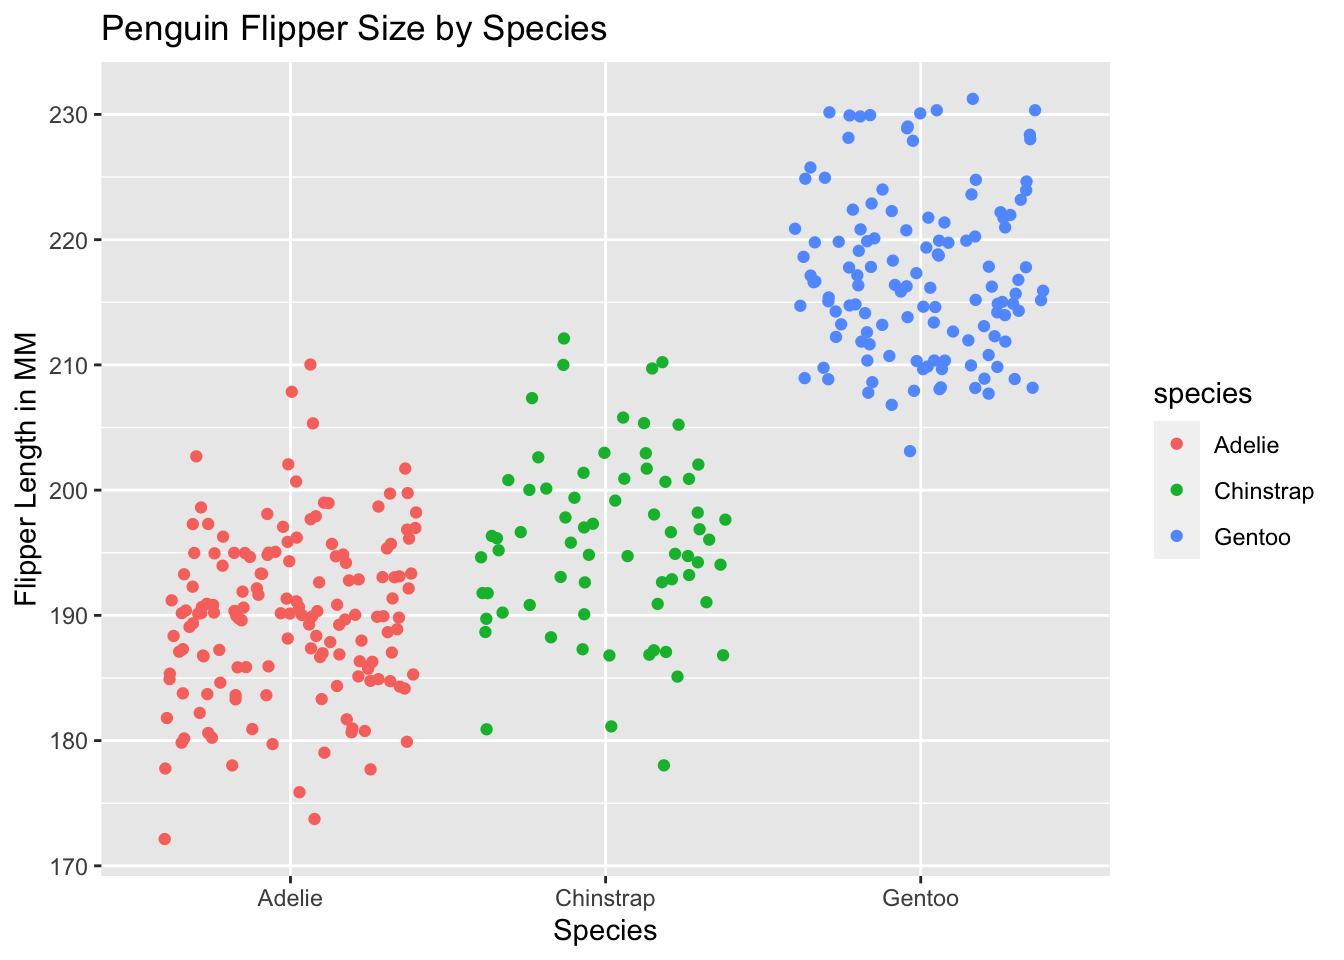 Penguin Flipper Size by Species
Flipper Length in MM
230
220
210
200
190
180
170
Adelie
Chinstrap
Gentoo
Species
species
Adelie
Chinstrap
Gentoo